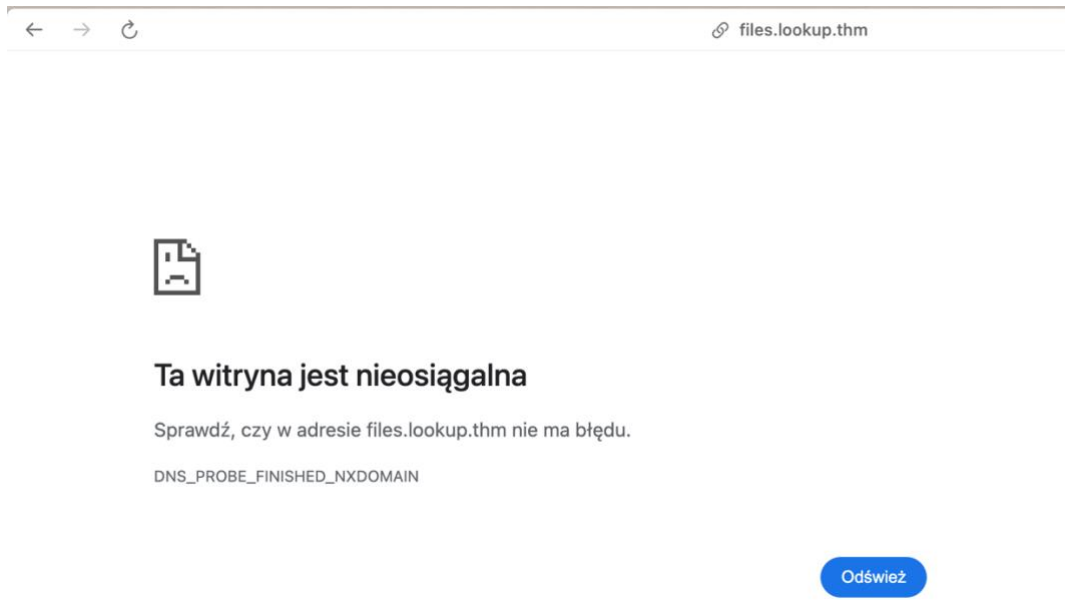 files.lookup.thm
Ta witryna jest nieosiągalna
Sprawdź, czy w adresie files.lookup.thm nie ma błędu.
DNS_PROBE_FINISHED_NXDOMAIN
Odśwież